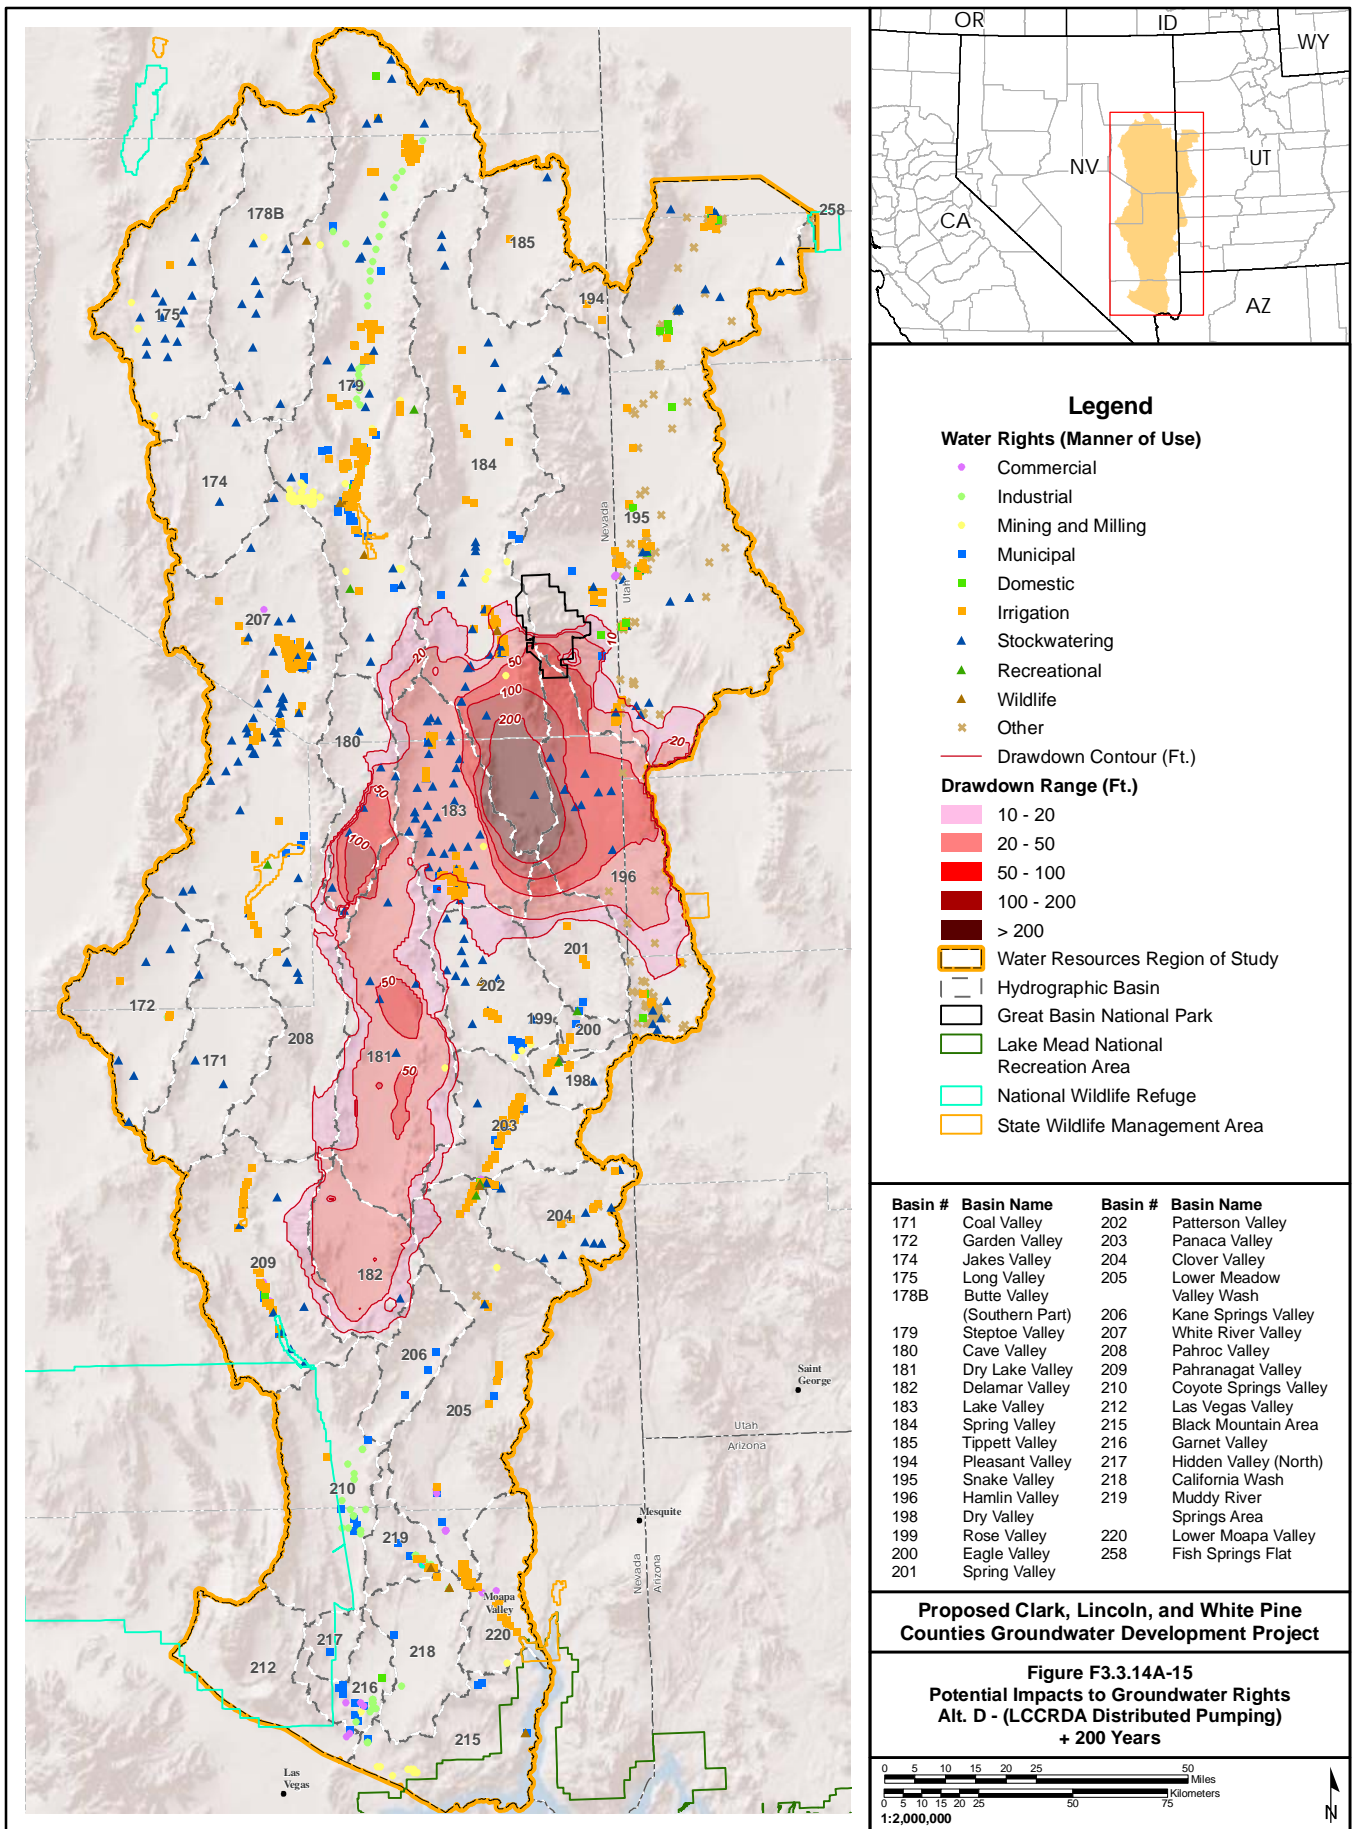 OR
ID
WY
NV
UT
CA
AZ
258
178B
185
194
175
179
174
184
195
Nevada
Utah
207
10
20
0
50
100
200
180
20
50
183
100
0
196
201
50
202
172
199
200
208
181
171
50
198
203
204
209
182
206
Saint
George
205
Utah
Arizona
210
Mesquite
219
Nevada
Arizona
Moapa
Valley
220
217
218
212
216
215
Las
Vegas
Legend
Water Rights (Manner of Use)
Commercial
Industrial
Mining and Milling
Municipal
Domestic
Irrigation
Stockwatering
Recreational
Wildlife
Other
Drawdown Contour (Ft.)
Drawdown Range (Ft.)
10 - 20
20 - 50
50 - 100
100 - 200
> 200
Water Resources Region of Study
Hydrographic Basin
Great Basin National Park
Lake Mead National
Recreation Area
National Wildlife Refuge
State Wildlife Management Area
Basin # Basin Name Basin # Basin Name
171 Coal Valley 202 Patterson Valley
172 Garden Valley 203 Panaca Valley
174 Jakes Valley 204 Clover Valley
175 Long Valley 205 Lower Meadow
178B Butte Valley Valley Wash
(Southern Part) 206 Kane Springs Valley
179 Steptoe Valley 207 White River Valley
180 Cave Valley 208 Pahroc Valley
181 Dry Lake Valley 209 Pahranagat Valley
182 Delamar Valley 210 Coyote Springs Valley
183 Lake Valley 212 Las Vegas Valley
184 Spring Valley 215 Black Mountain Area
185 Tippett Valley 216 Garnet Valley
194 Pleasant Valley 217 Hidden Valley (North)
195 Snake Valley 218 California Wash
196 Hamlin Valley 219 Muddy River
198 Dry Valley Springs Area
199 Rose Valley 220 Lower Moapa Valley
200 Eagle Valley 258 Fish Springs Flat
201 Spring Valley
Proposed Clark, Lincoln, and White Pine
Counties Groundwater Development Project
Figure F3.3.14A-15
Potential Impacts to Groundwater Rights
Alt. D - (LCCRDA Distributed Pumping)
+ 200 Years
0 5 10 15 20 25 50
Miles
Kilometers
0 5 10 15 20 25 50 75
1:2,000,000
N